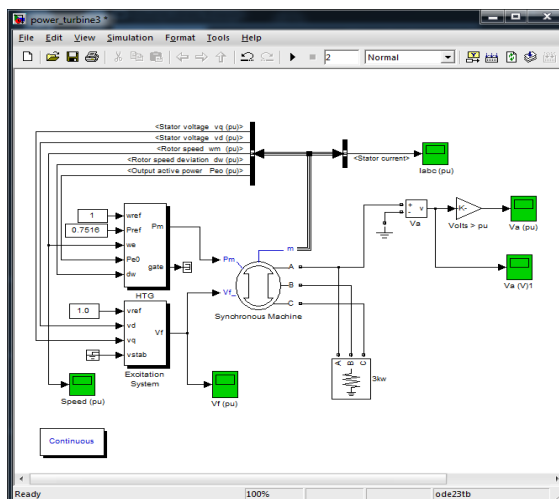 power_turbine3 *
File Edit View Simulation Format Tools Help
2 Normal
<Stator voltage vq (pu)>
<Stator voltage vd (pu)>
<Rotor speed wm (pu)>
<Rotor speed deviation dw (pu)>
<Output active power Peo (pu)>
<Stator current>
Iabc (pu)
1
0.7516
wref
Pref
we
Pe0
dw
Pm
gate
HTG
1.0
vref
vd
vq
vstab
Vf
Excitation
System
Pm
Vf_
m
A
B
C
Synchronous Machine
+
-
v
Va
-K-
Volts > pu
Va (pu)
Va (V)1
A B C
3kw
Speed (pu)
Vf (pu)
Continuous
Ready 100% ode23tb